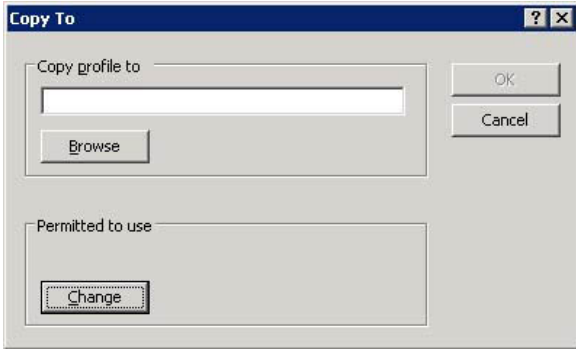 Copy To
Copy profile to
OK
Cancel
Browse
Permitted to use
Change